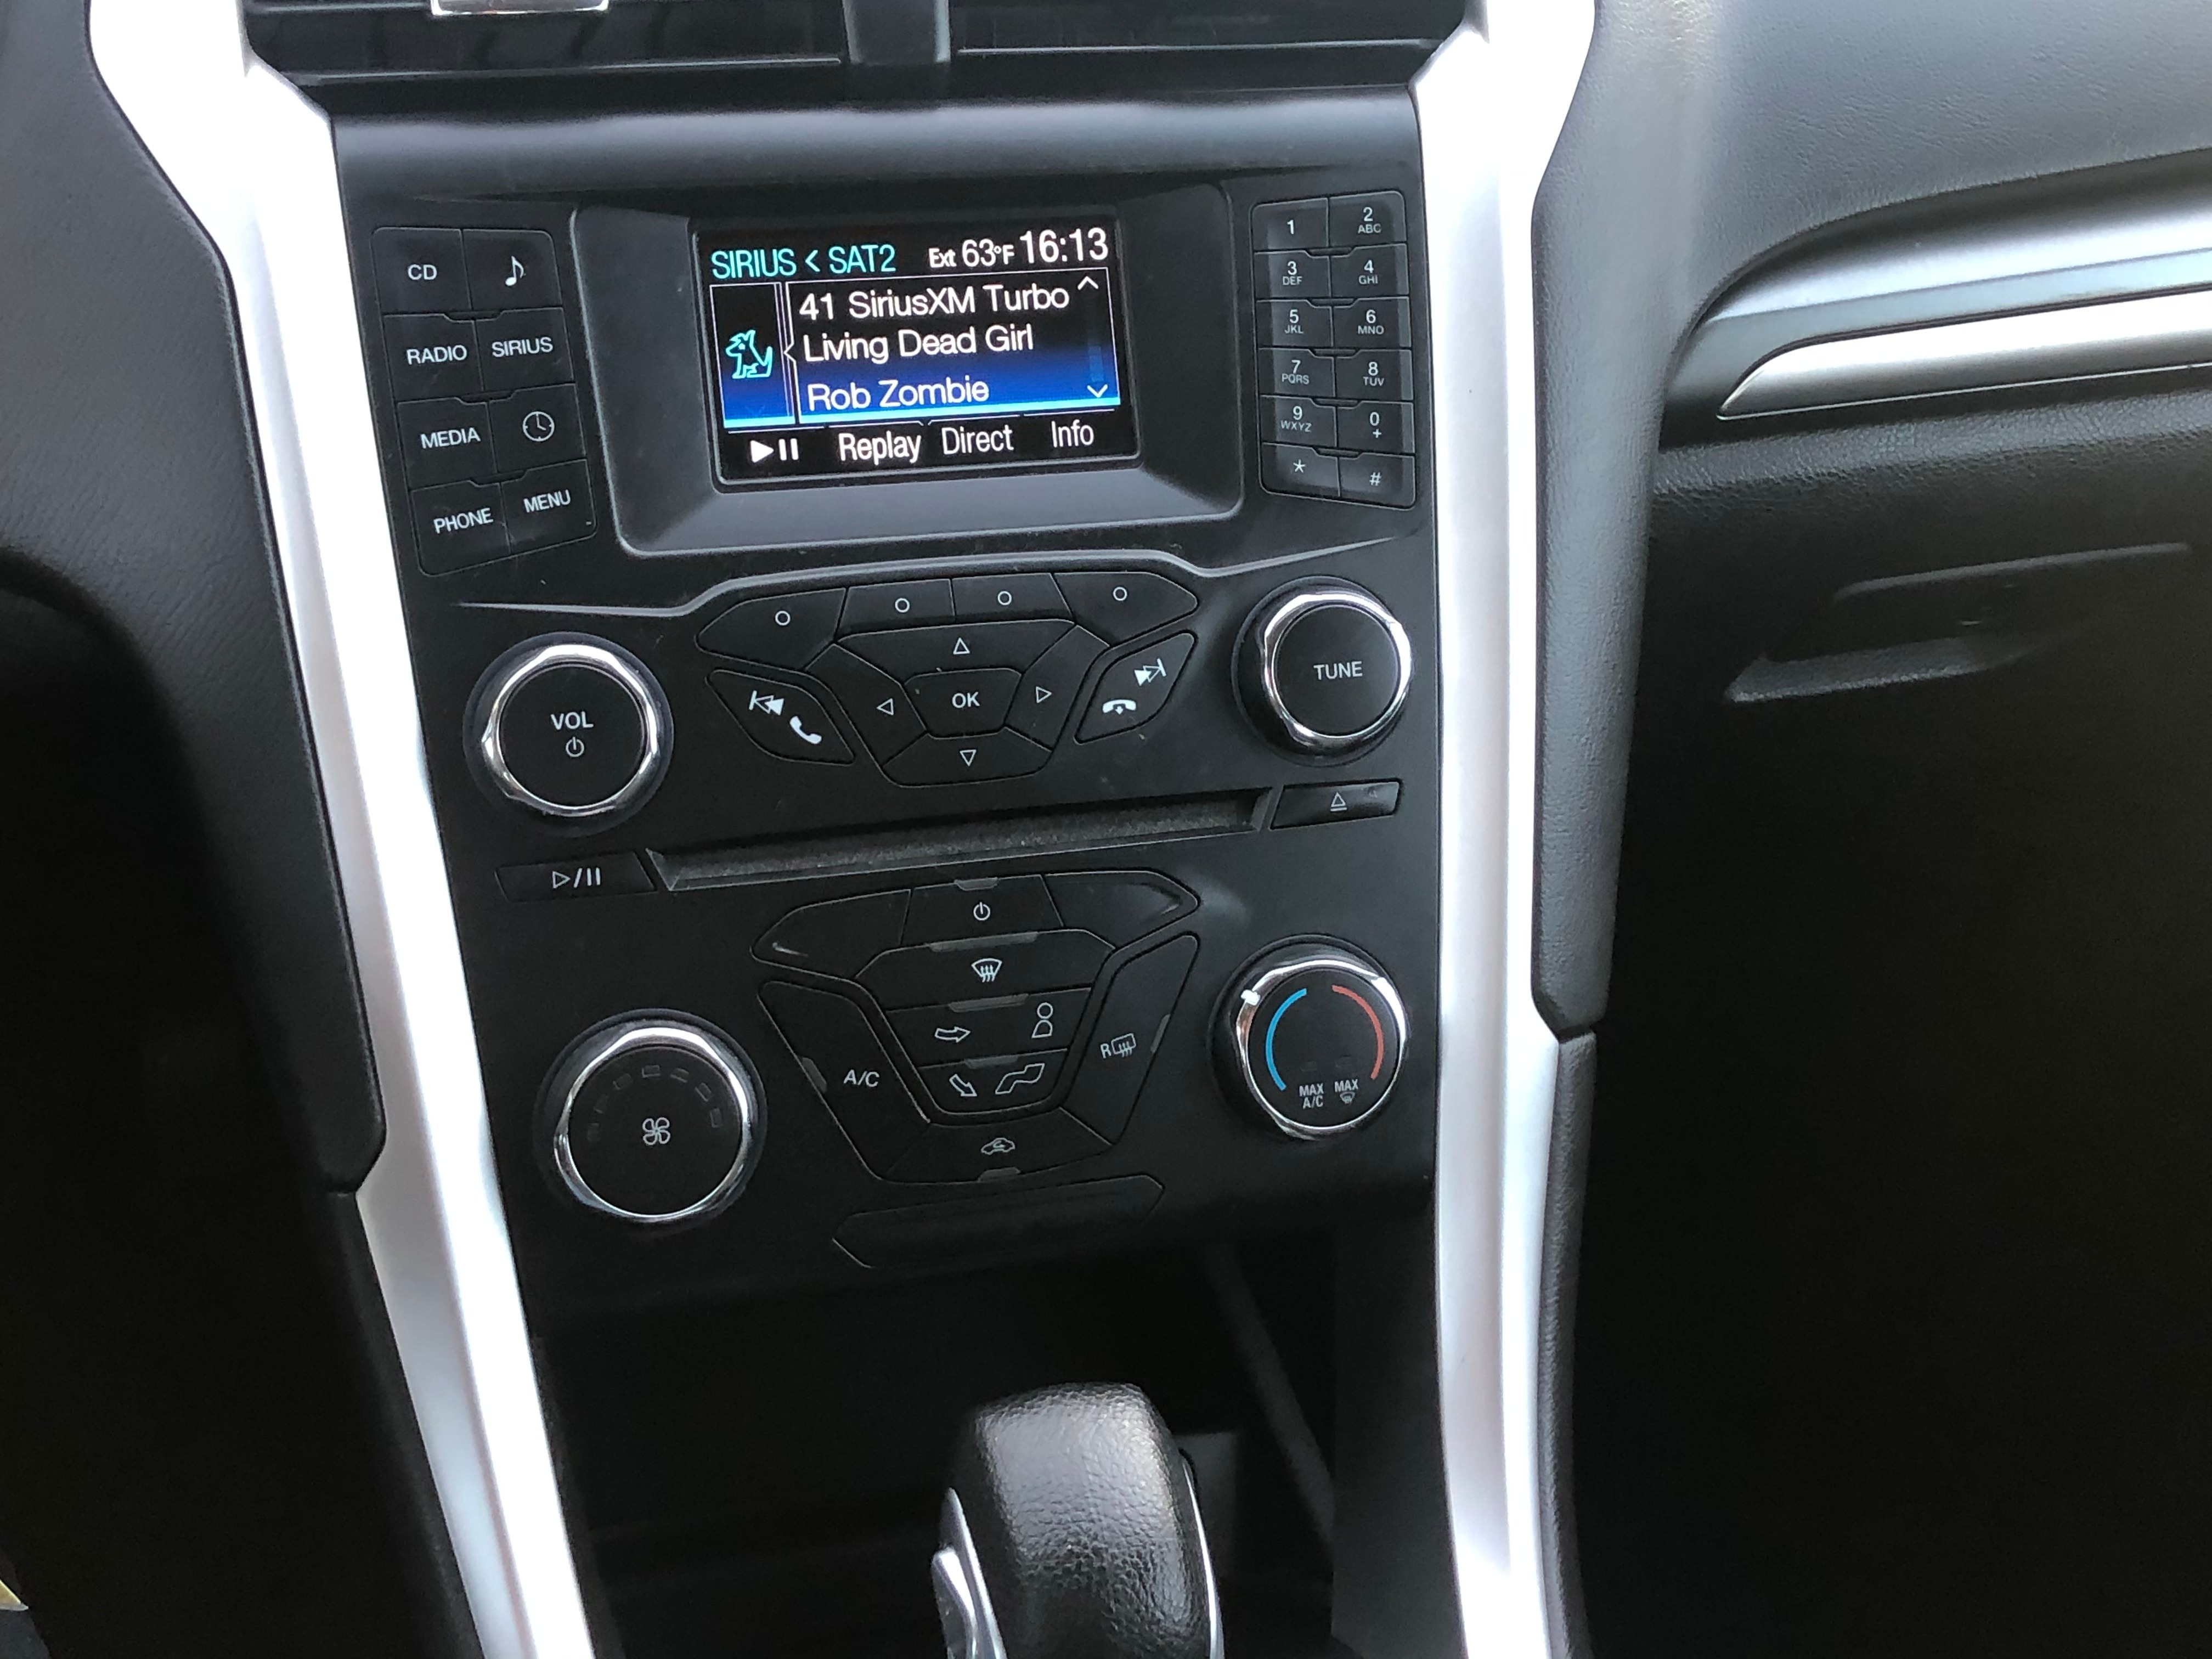 SIRIUS < SAT2 Ext 63°F 16:13
41 SiriusXM Turbo
Living Dead Girl
Rob Zombie
Replay Direct Info
CD
RADIO SIRIUS
MEDIA
PHONE MENU
1 2 ABC
3 DEF 4 GHI
5 JKL 6 MNO
7 PQRS 8 TUV
9 WXYZ 0 +
* #
VOL
OK
TUNE
A/C
R
MAX A/C
MAX